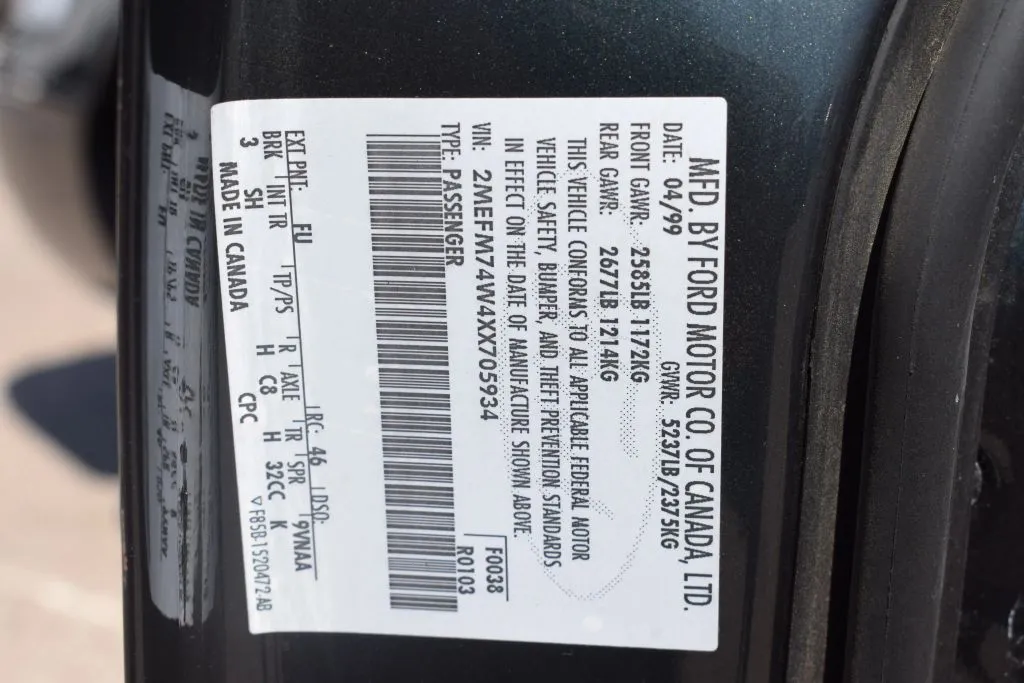 MFD. BY FORD MOTOR CO. OF CANADA, LTD.
DATE: 04/99 GVWR: 5237LB/2375KG
FRONT GAWR: 2585LB 1172KG
REAR GAWR: 2677LB 1214KG
THIS VEHICLE CONFORMS TO ALL APPLICABLE FEDERAL MOTOR
VEHICLE SAFETY, BUMPER, AND THEFT PREVENTION STANDARDS
IN EFFECT ON THE DATE OF MANUFACTURE SHOWN ABOVE.
VIN: 2MEFM74W4XX705934 F0038
TYPE: PASSENGER R0103
EXT PNT: FU RC: 46 DSO: 9VNAA
BRK INT TR TP/PS R AXLE TR SPR
3 SH H C8 H 32CC K
MADE IN CANADA CPC ▽F85B-1520472-AB